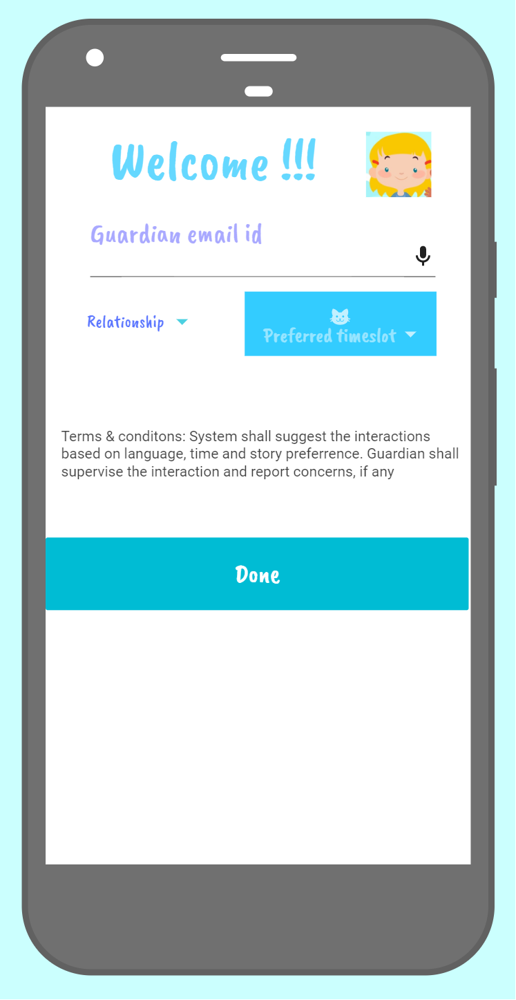 Welcome !!!
Guardian email id
Relationship
Preferred timeslot
Terms & conditons: System shall suggest the interactions
based on language, time and story preferrence. Guardian shall
supervise the interaction and report concerns, if any
Done